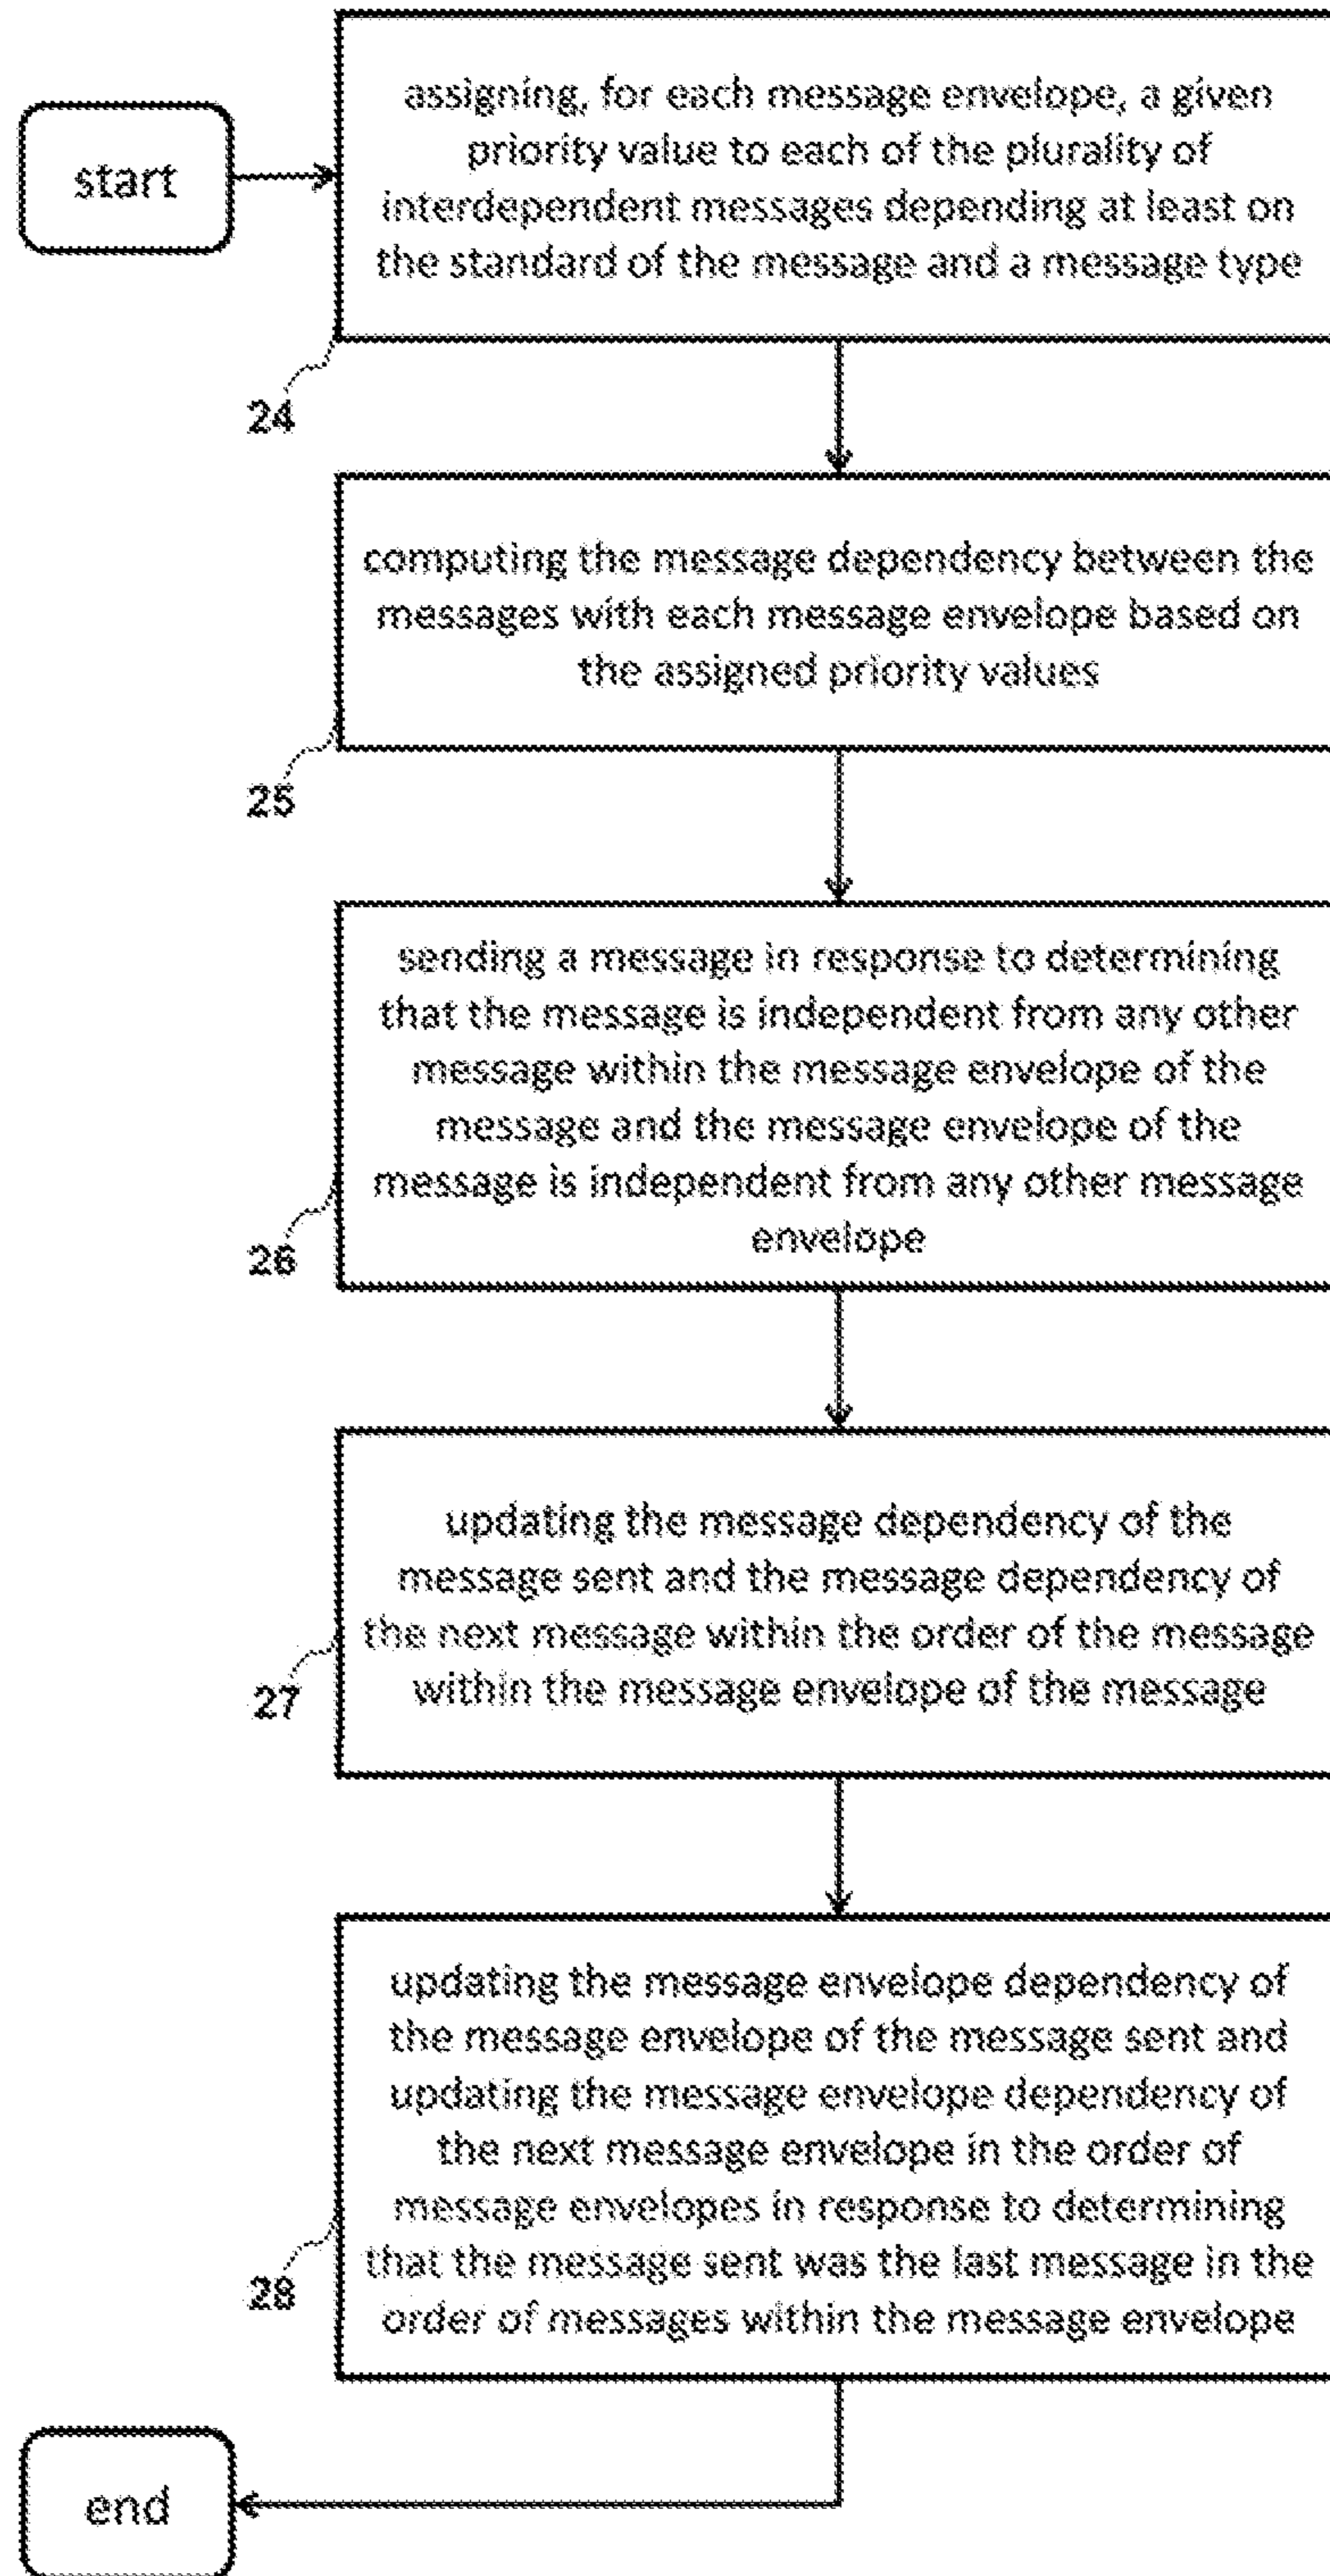 start
assigning, for each message envelope, a given
priority value to each of the plurality of
interdependent messages depending at least on
the standard of the message and a message type
24
computing the message dependency between the
messages with each message envelope based on
the assigned priority values
25
sending a message in response to determining
that the message is independent from any other
message within the message envelope of the
message and the message envelope of the
message is independent from any other message
envelope
26
updating the message dependency of the
message sent and the message dependency of
the next message within the order of the message
within the message envelope of the message
27
updating the message envelope dependency of
the message envelope of the message sent and
updating the message envelope dependency of
the next message envelope in the order of
message envelopes in response to determining
that the message sent was the last message in the
order of messages within the message envelope
28
end